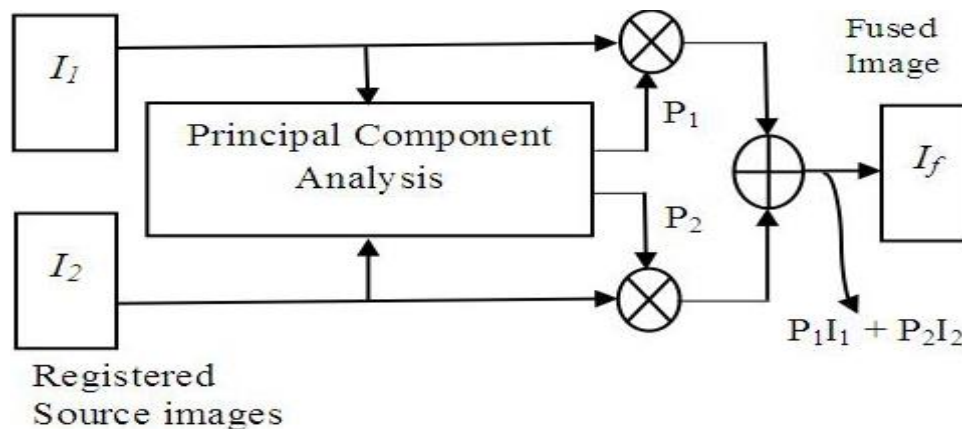 I1
Fused
Image
P1
Principal Component
Analysis
If
P2
I2
P1I1 + P2I2
Registered
Source images